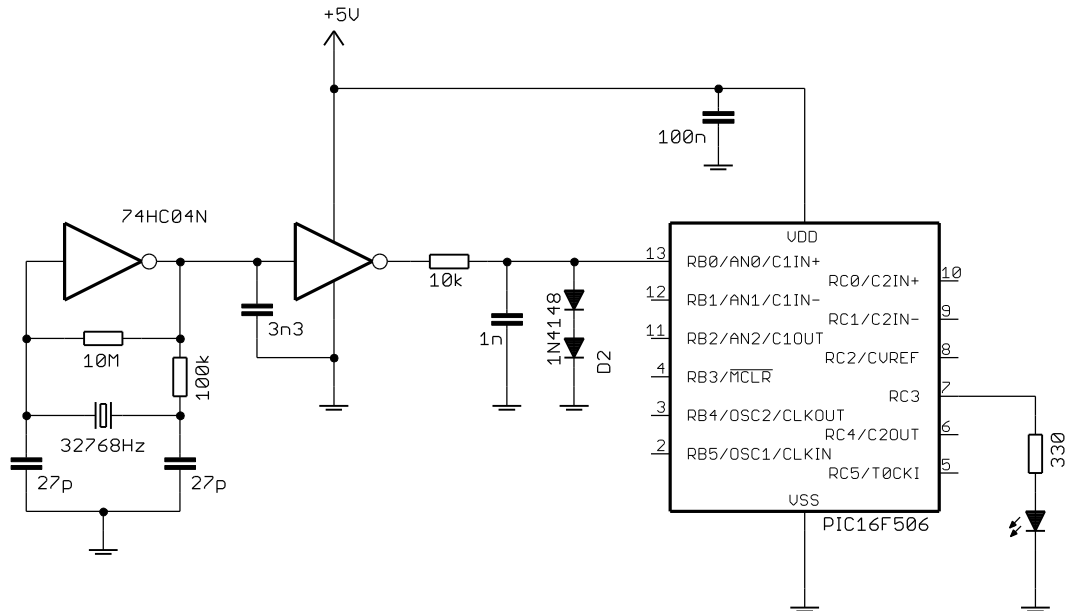 +5V
100n
74HC04N
3n3
10M
100k
32768Hz
27p
27p
10k
1n
1N4148
D2
VDD
13 RB0/AN0/C1IN+
12 RB1/AN1/C1IN-
11 RB2/AN2/C1OUT
4 RB3/MCLR
3 RB4/OSC2/CLKOUT
2 RB5/OSC1/CLKIN
RC0/C2IN+ 10
RC1/C2IN- 9
RC2/CVREF 8
RC3 7
RC4/C2OUT 6
RC5/T0CKI 5
VSS
PIC16F506
330